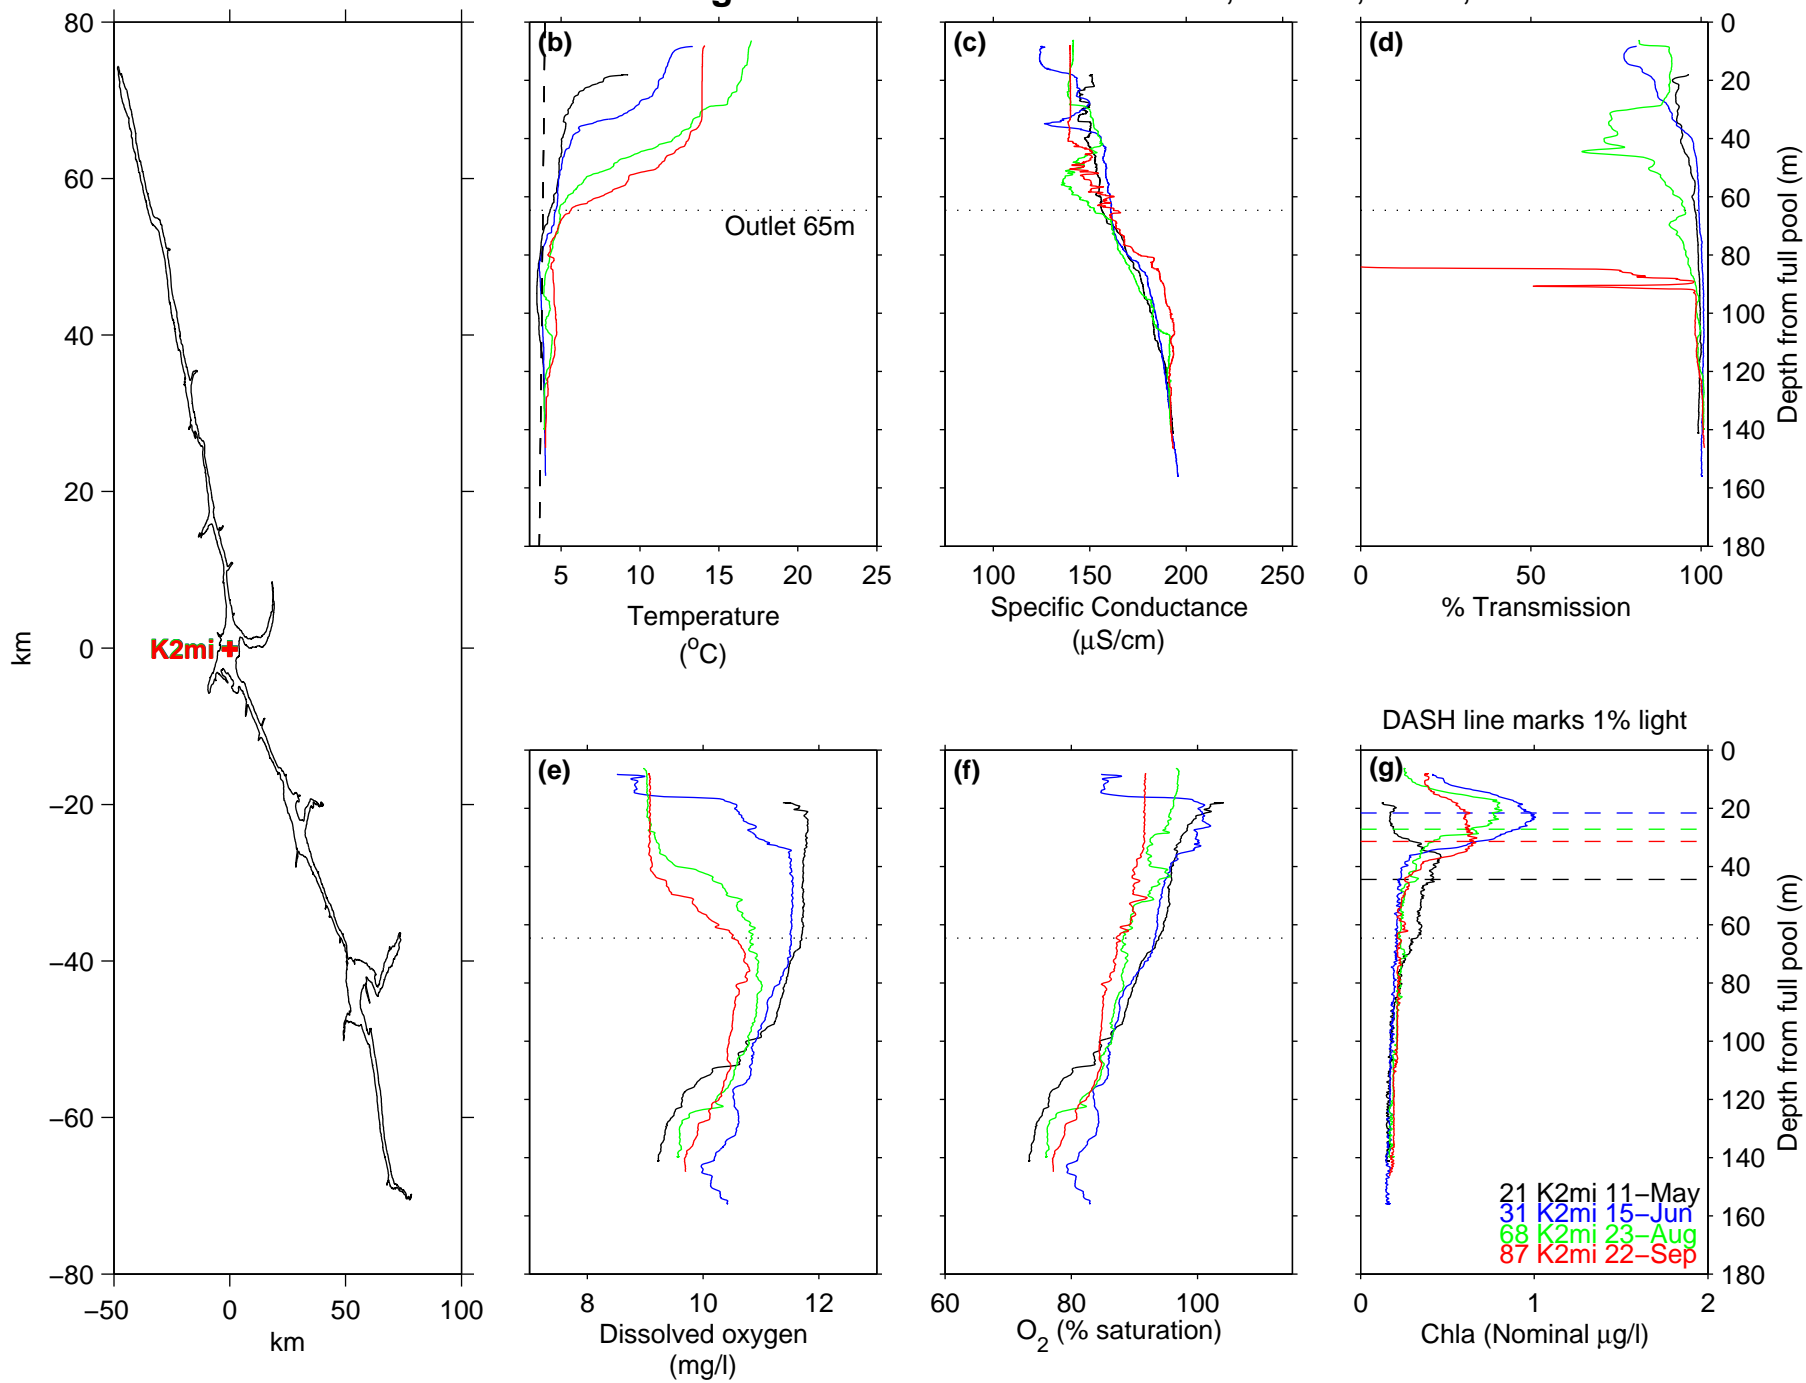 80
60
40
20
0
−20
−40
−60
−80
km
−50 0 50 100
km
K2mi
(b)
Outlet 65m
5 10 15 20 25
Temperature
(oC)
(c)
100 150 200 250
Specific Conductance
(μS/cm)
(d)
0 50 100
% Transmission
0
20
40
60
80
100
120
140
160
180
Depth from full pool (m)
(e)
8 10 12
Dissolved oxygen
(mg/l)
(f)
60 80 100
O2 (% saturation)
DASH line marks 1% light
(g)
21 K2mi 11−May
31 K2mi 15−Jun
68 K2mi 23−Aug
87 K2mi 22−Sep
0 1 2
Chla (Nominal μg/l)
0
20
40
60
80
100
120
140
160
180
Depth from full pool (m)